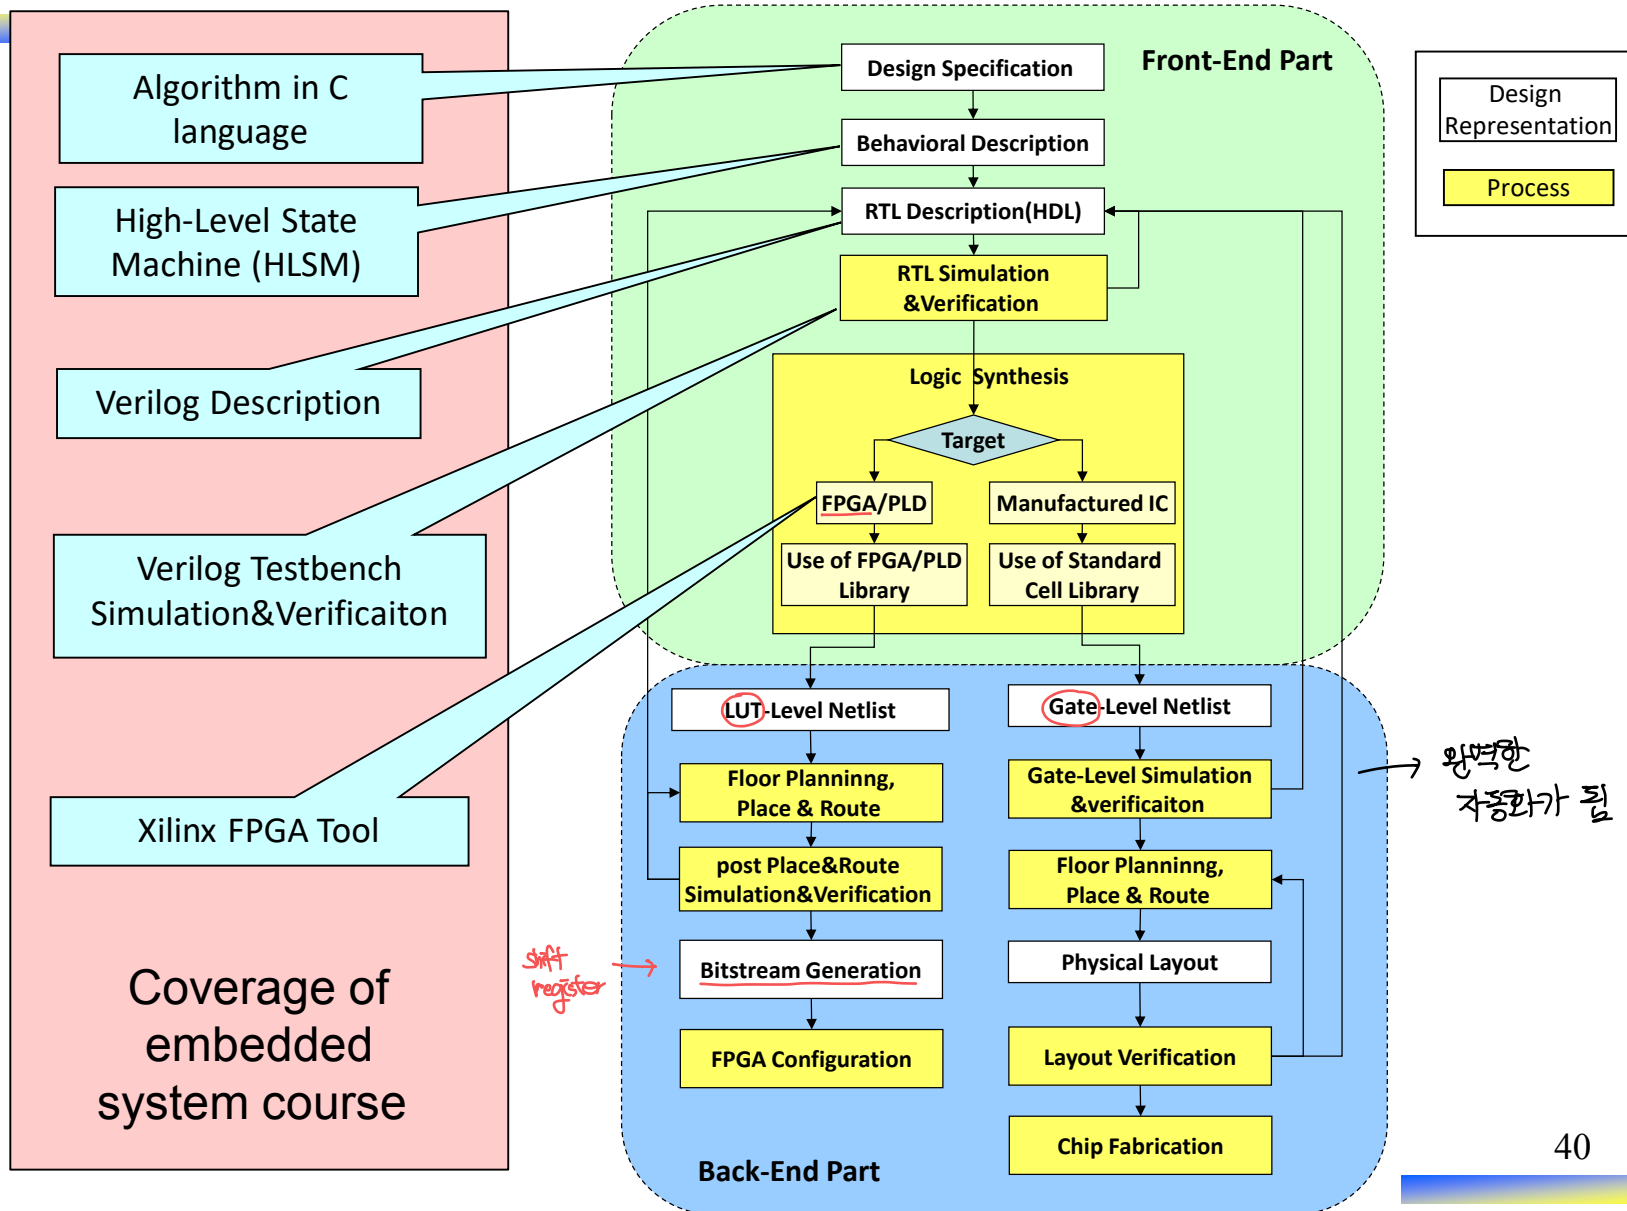 Algorithm in C
language
High-Level State
Machine (HLSM)
Verilog Description
Verilog Testbench
Simulation&Verificaiton
Xilinx FPGA Tool
Coverage of
embedded
system course
Front-End Part
Design Specification
Behavioral Description
RTL Description(HDL)
RTL Simulation
&Verification
Logic Synthesis
Target
FPGA/PLD
Manufactured IC
Use of FPGA/PLD
Library
Use of Standard
Cell Library
LUT-Level Netlist
Floor Planninng,
Place & Route
post Place&Route
Simulation&Verification
shift
register
Bitstream Generation
FPGA Configuration
Gate-Level Netlist
Gate-Level Simulation
&verificaiton
Floor Planninng,
Place & Route
Physical Layout
Layout Verification
Chip Fabrication
Back-End Part
Design
Representation
Process
완벽한
자동화가 됨
40